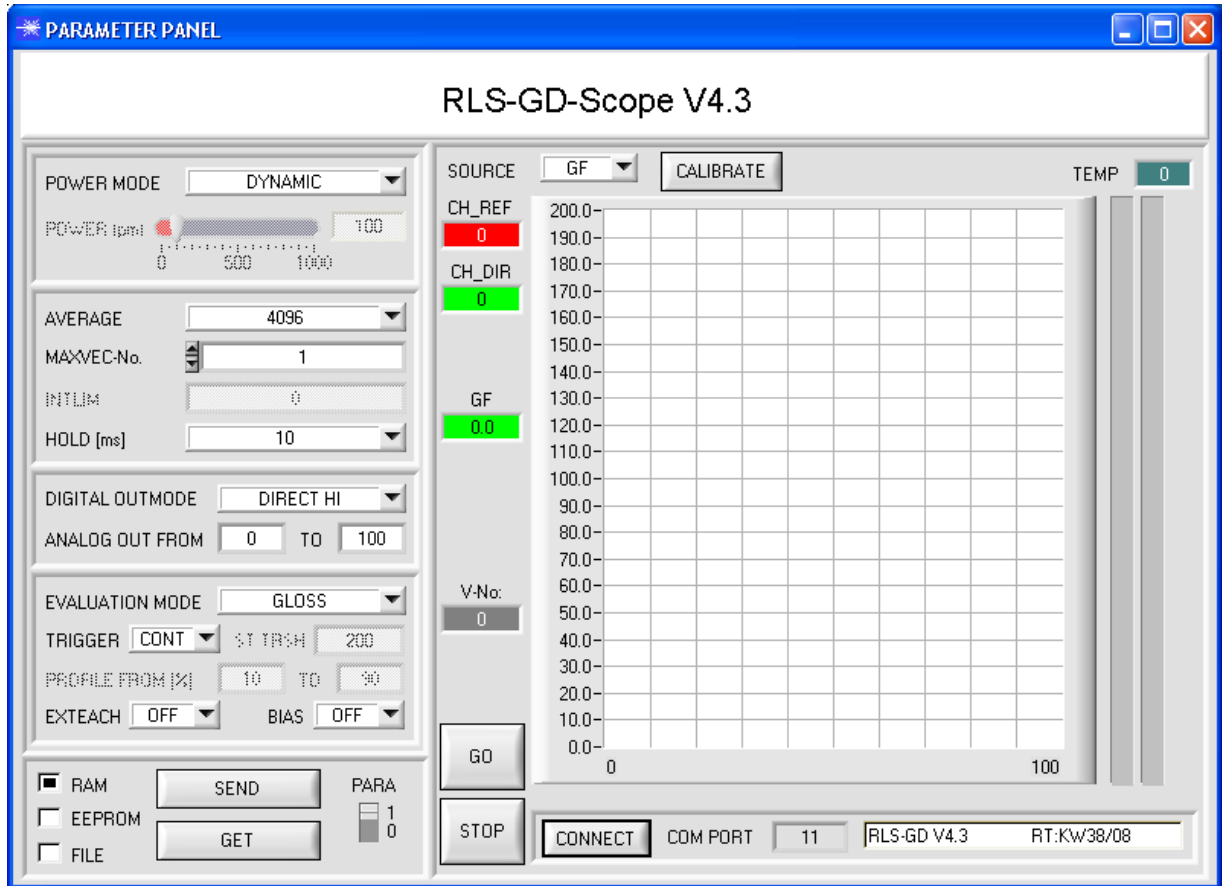 PARAMETER PANEL
RLS-GD-Scope V4.3
POWER MODE DYNAMIC
POWER [pm] 100
0 500 1000
AVERAGE 4096
MAXVEC-No. 1
INTLIM 0
HOLD [ms] 10
DIGITAL OUTMODE DIRECT HI
ANALOG OUT FROM 0 TO 100
EVALUATION MODE GLOSS
TRIGGER CONT ST TRSH 200
PROFILE FROM [%] 10 TO 90
EXTEACH OFF BIAS OFF
RAM
EEPROM
FILE
SEND
GET
PARA
1
0
SOURCE GF CALIBRATE
TEMP 0
CH_REF
0
CH_DIR
0
GF
0.0
V-No:
0
GO
STOP
200.0
190.0
180.0
170.0
160.0
150.0
140.0
130.0
120.0
110.0
100.0
90.0
80.0
70.0
60.0
50.0
40.0
30.0
20.0
10.0
0.0
0 100
CONNECT COM PORT 11 RLS-GD V4.3 RT:KW38/08